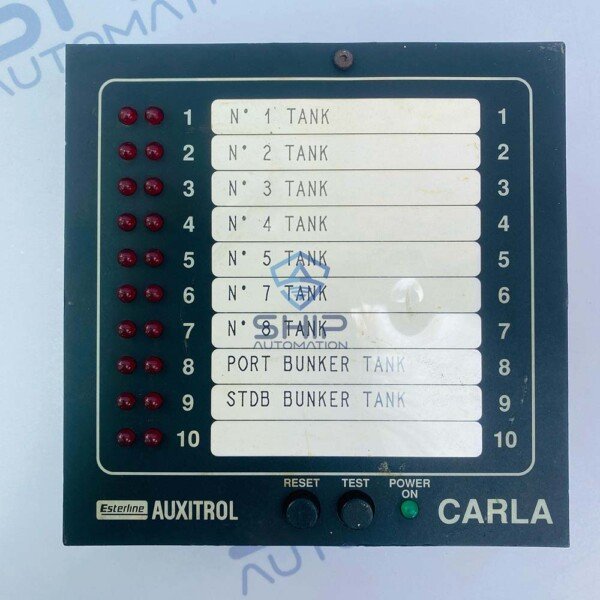 1 N° 1 TANK 1
2 N° 2 TANK 2
3 N° 3 TANK 3
4 N° 4 TANK 4
5 N° 5 TANK 5
6 N° 7 TANK 6
7 N° 8 TANK 7
SHIP
AUTOMATION
8 PORT BUNKER TANK 8
9 STDB BUNKER TANK 9
10 10
RESET TEST POWER
ON
Esterline AUXITROL CARLA